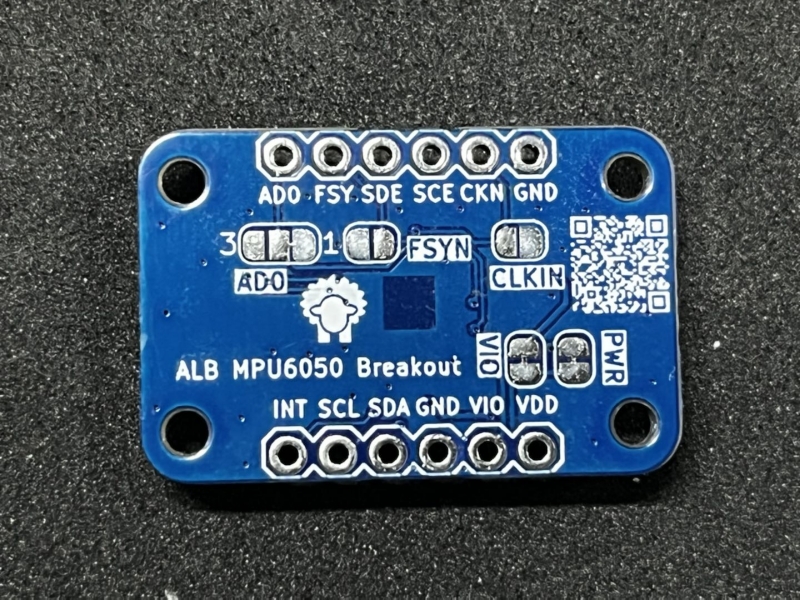 AD0 FSY SDE SCE CKN GND
3 1 FSYN
AD0 CLKIN
VIO PWR
ALB MPU6050 Breakout
INT SCL SDA GND VIO VDD